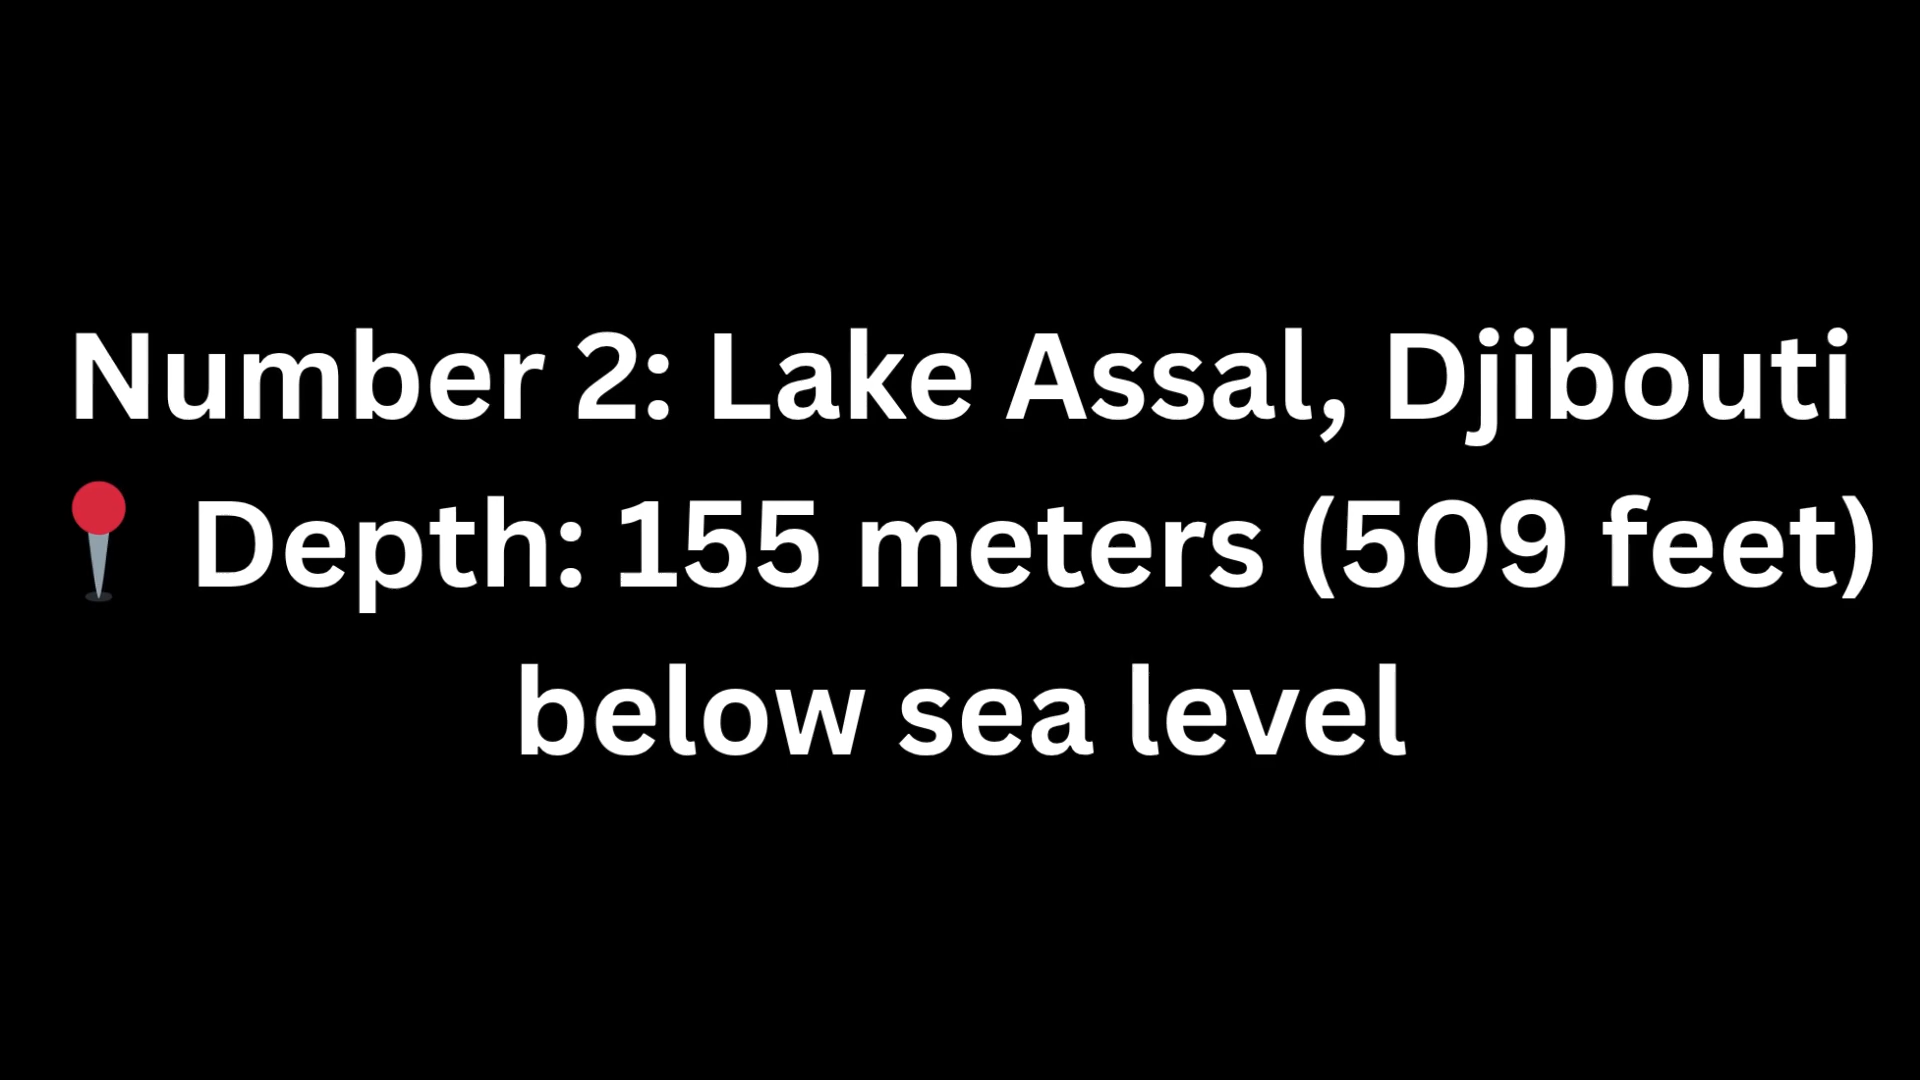 Number 2: Lake Assal, Djibouti
📍 Depth: 155 meters (509 feet)
below sea level